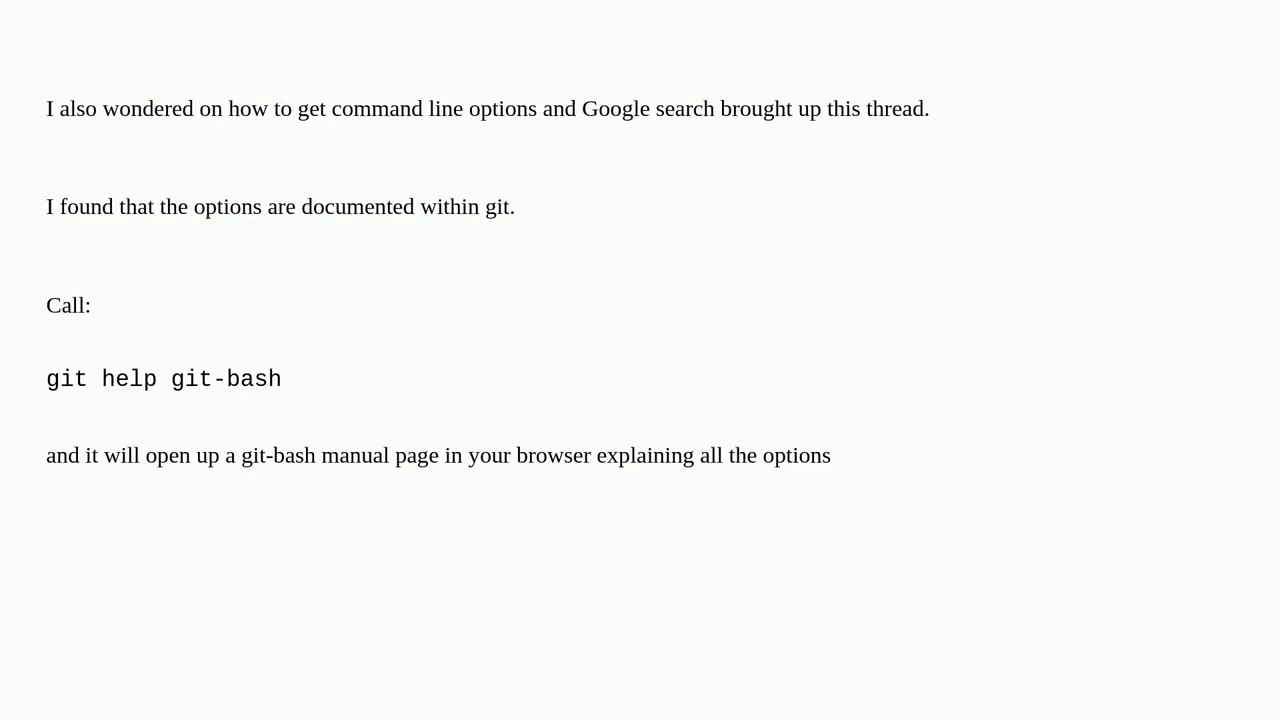 I also wondered on how to get command line options and Google search brought up this thread.
I found that the options are documented within git.
Call:
git help git-bash
and it will open up a git-bash manual page in your browser explaining all the options